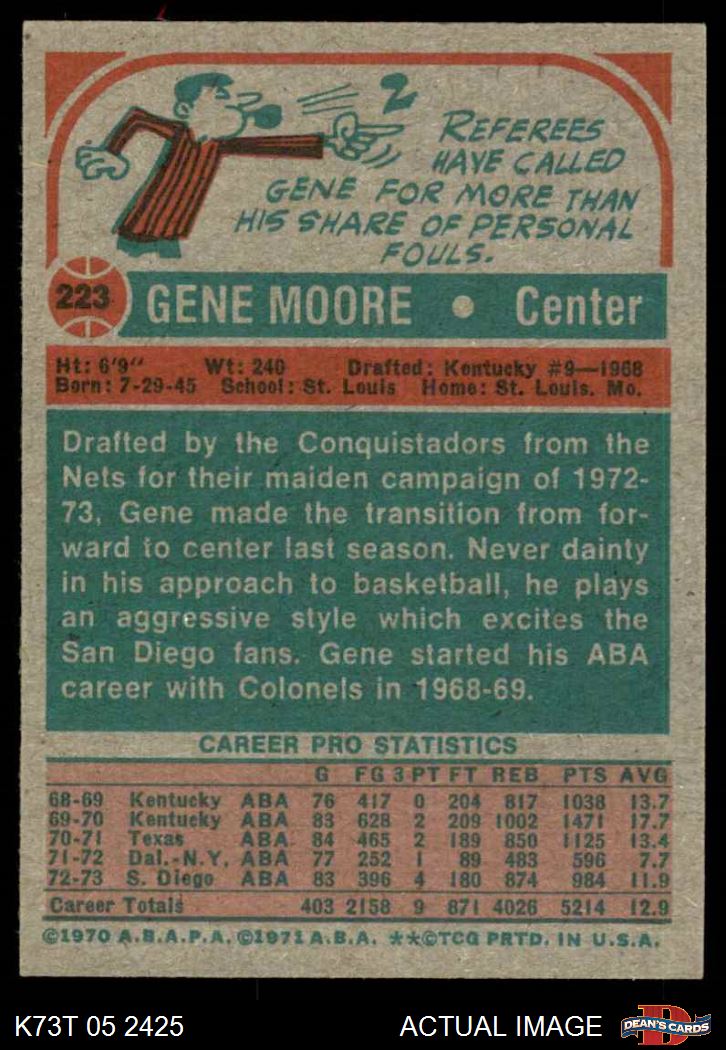 2
REFEREES
HAVE CALLED
GENE FOR MORE THAN
HIS SHARE OF PERSONAL
FOULS.
223 GENE MOORE • Center
Ht: 6'9" Wt: 240 Drafted: Kentucky #9—1968
Born: 7-29-45 School: St. Louis Home: St. Louis, Mo.
Drafted by the Conquistadors from the
Nets for their maiden campaign of 1972-
73, Gene made the transition from for-
ward to center last season. Never dainty
in his approach to basketball, he plays
an aggressive style which excites the
San Diego fans. Gene started his ABA
career with Colonels in 1968-69.
CAREER PRO STATISTICS
G FG 3PT FT REB PTS AVG
68-69 Kentucky ABA 76 417 0 204 817 1038 13.7
69-70 Kentucky ABA 83 628 2 209 1002 1471 17.7
70-71 Texas ABA 84 465 2 189 850 1125 13.4
71-72 Dal.-N.Y. ABA 77 252 1 89 483 596 7.7
72-73 S. Diego ABA 83 396 4 180 874 984 11.9
Career Totals 403 2158 9 871 4026 5214 12.9
©1970 A.B.A.P.A. ©1971 A.B.A. **©TCG PRTD. IN U.S.A.
K73T 05 2425 ACTUAL IMAGE DEAN'S CARDS